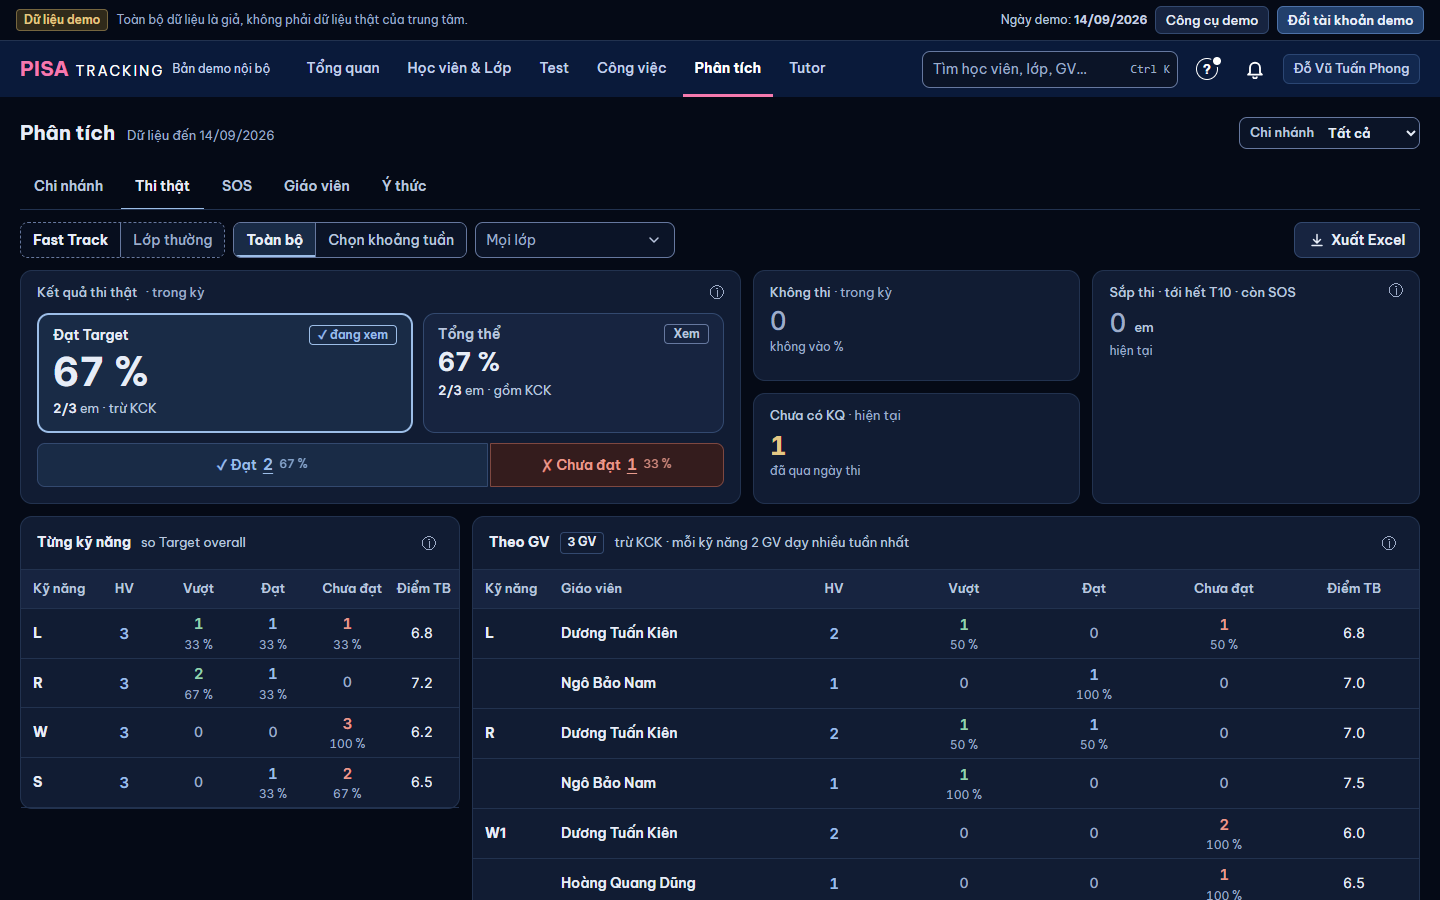 Dữ liệu demo Toàn bộ dữ liệu là giả, không phải dữ liệu thật của trung tâm. Ngày demo: 14/09/2026 Công cụ demo Đổi tài khoản demo
PISA TRACKING Bản demo nội bộ Tổng quan Học viên & Lớp Test Công việc Phân tích Tutor Tìm học viên, lớp, GV... Ctrl K ? Đỗ Vũ Tuấn Phong
Phân tích Dữ liệu đến 14/09/2026 Chi nhánh Tất cả
Chi nhánh Thi thật SOS Giáo viên Ý thức
Fast Track Lớp thường Toàn bộ Chọn khoảng tuần Mọi lớp Xuất Excel
Kết quả thi thật · trong kỳ
Đạt Target ✓ đang xem
67 %
2/3 em · trừ KCK
Tổng thể Xem
67 %
2/3 em · gồm KCK
✓ Đạt 2 67 % ✗ Chưa đạt 1 33 %
Không thi · trong kỳ
0
không vào %
Chưa có KQ · hiện tại
1
đã qua ngày thi
Sắp thi · tới hết T10 · còn SOS
0 em
hiện tại
Từng kỹ năng so Target overall
Kỹ năng HV Vượt Đạt Chưa đạt Điểm TB
L 3 1 1 1 6.8
33 % 33 % 33 %
R 3 2 1 0 7.2
67 % 33 %
W 3 0 0 3 6.2
100 %
S 3 0 1 2 6.5
33 % 67 %
Theo GV 3 GV trừ KCK · mỗi kỹ năng 2 GV dạy nhiều tuần nhất
Kỹ năng Giáo viên HV Vượt Đạt Chưa đạt Điểm TB
L Dương Tuấn Kiên 2 1 0 1 6.8
50 % 50 %
Ngô Bảo Nam 1 0 1 0 7.0
100 %
R Dương Tuấn Kiên 2 1 1 0 7.0
50 % 50 %
Ngô Bảo Nam 1 1 0 0 7.5
100 %
W1 Dương Tuấn Kiên 2 0 0 2 6.0
100 %
Hoàng Quang Dũng 1 0 0 1 6.5
100 %